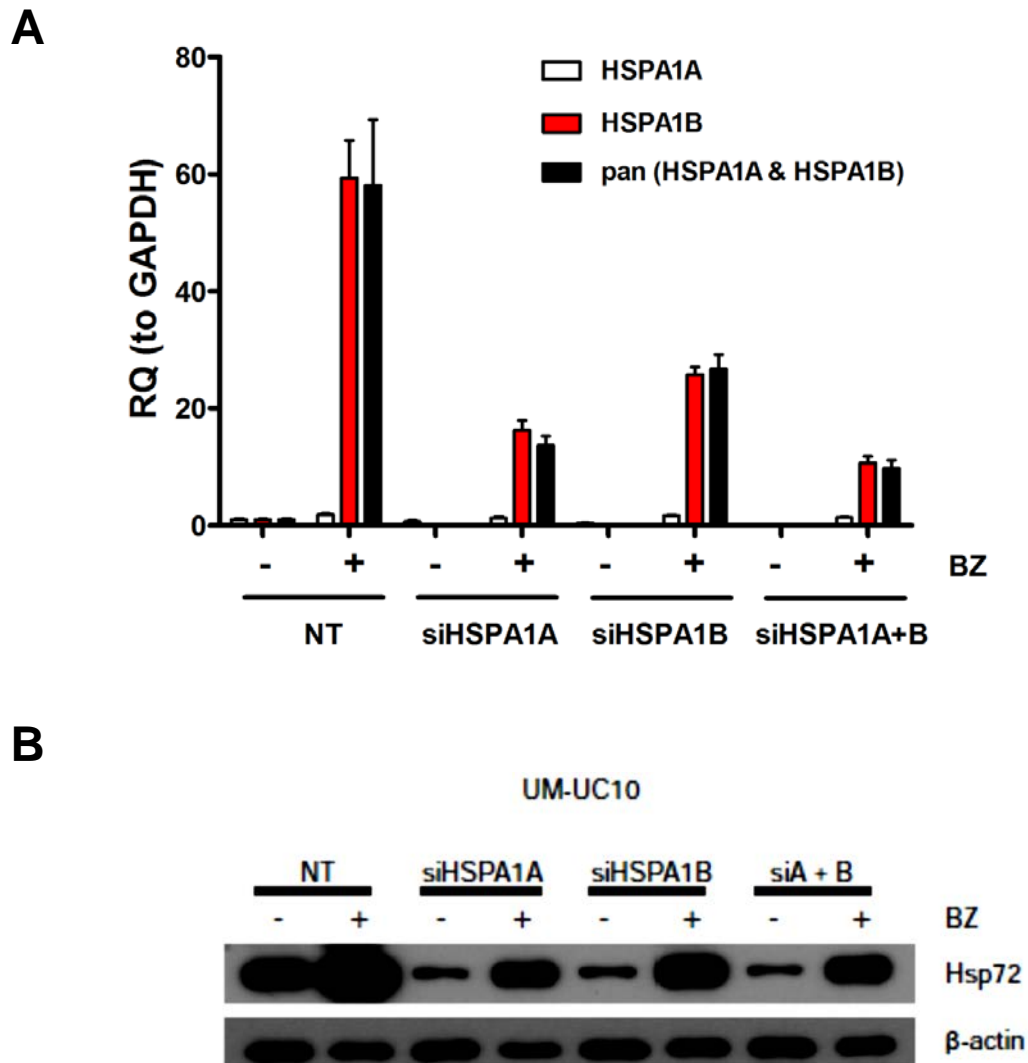 A
80
60
40
20
0
RQ (to GAPDH)
HSPA1A
HSPA1B
pan (HSPA1A & HSPA1B)
- + - + - + - + BZ
NT siHSPA1A siHSPA1B siHSPA1A+B
B
UM-UC10
NT siHSPA1A siHSPA1B siA + B
- + - + - + - + BZ
Hsp72
β-actin